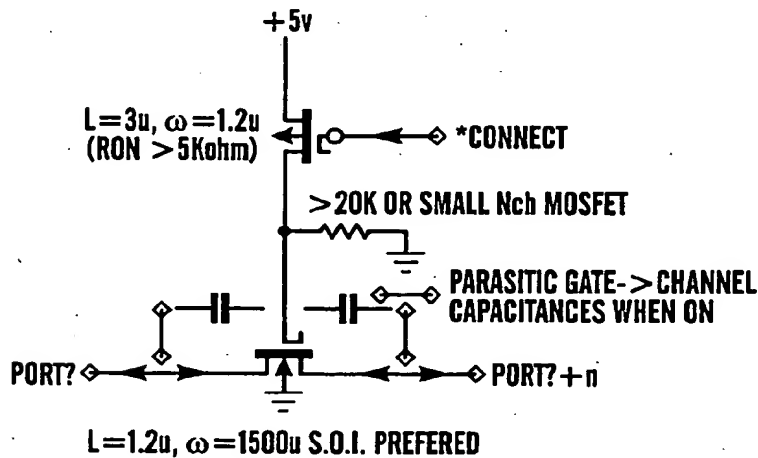 +5v
L=3u, ω=1.2u
(RON >5Kohm)
*CONNECT
>20K OR SMALL Nch MOSFET
PARASITIC GATE->CHANNEL
CAPACITANCES WHEN ON
PORT?
PORT?+n
L=1.2u, ω=1500u S.O.I. PREFERED